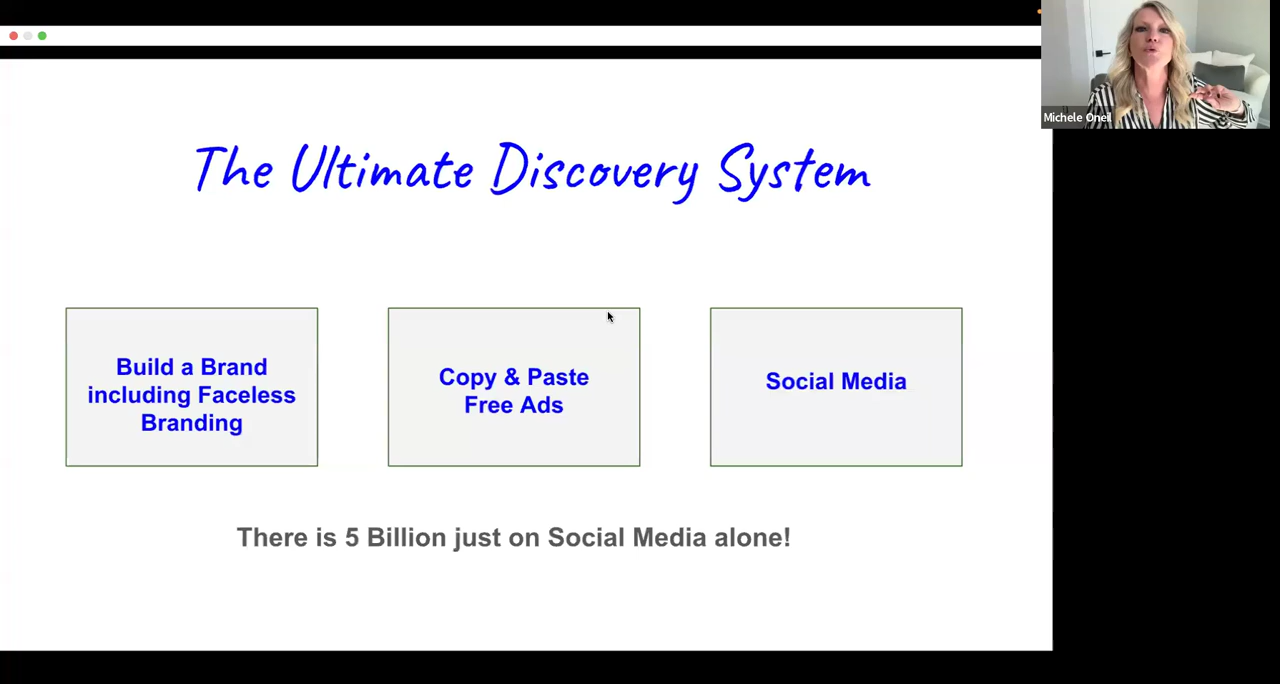 Michele Oneil
The Ultimate Discovery System
Build a Brand
including Faceless
Branding
Copy & Paste
Free Ads
Social Media
There is 5 Billion just on Social Media alone!